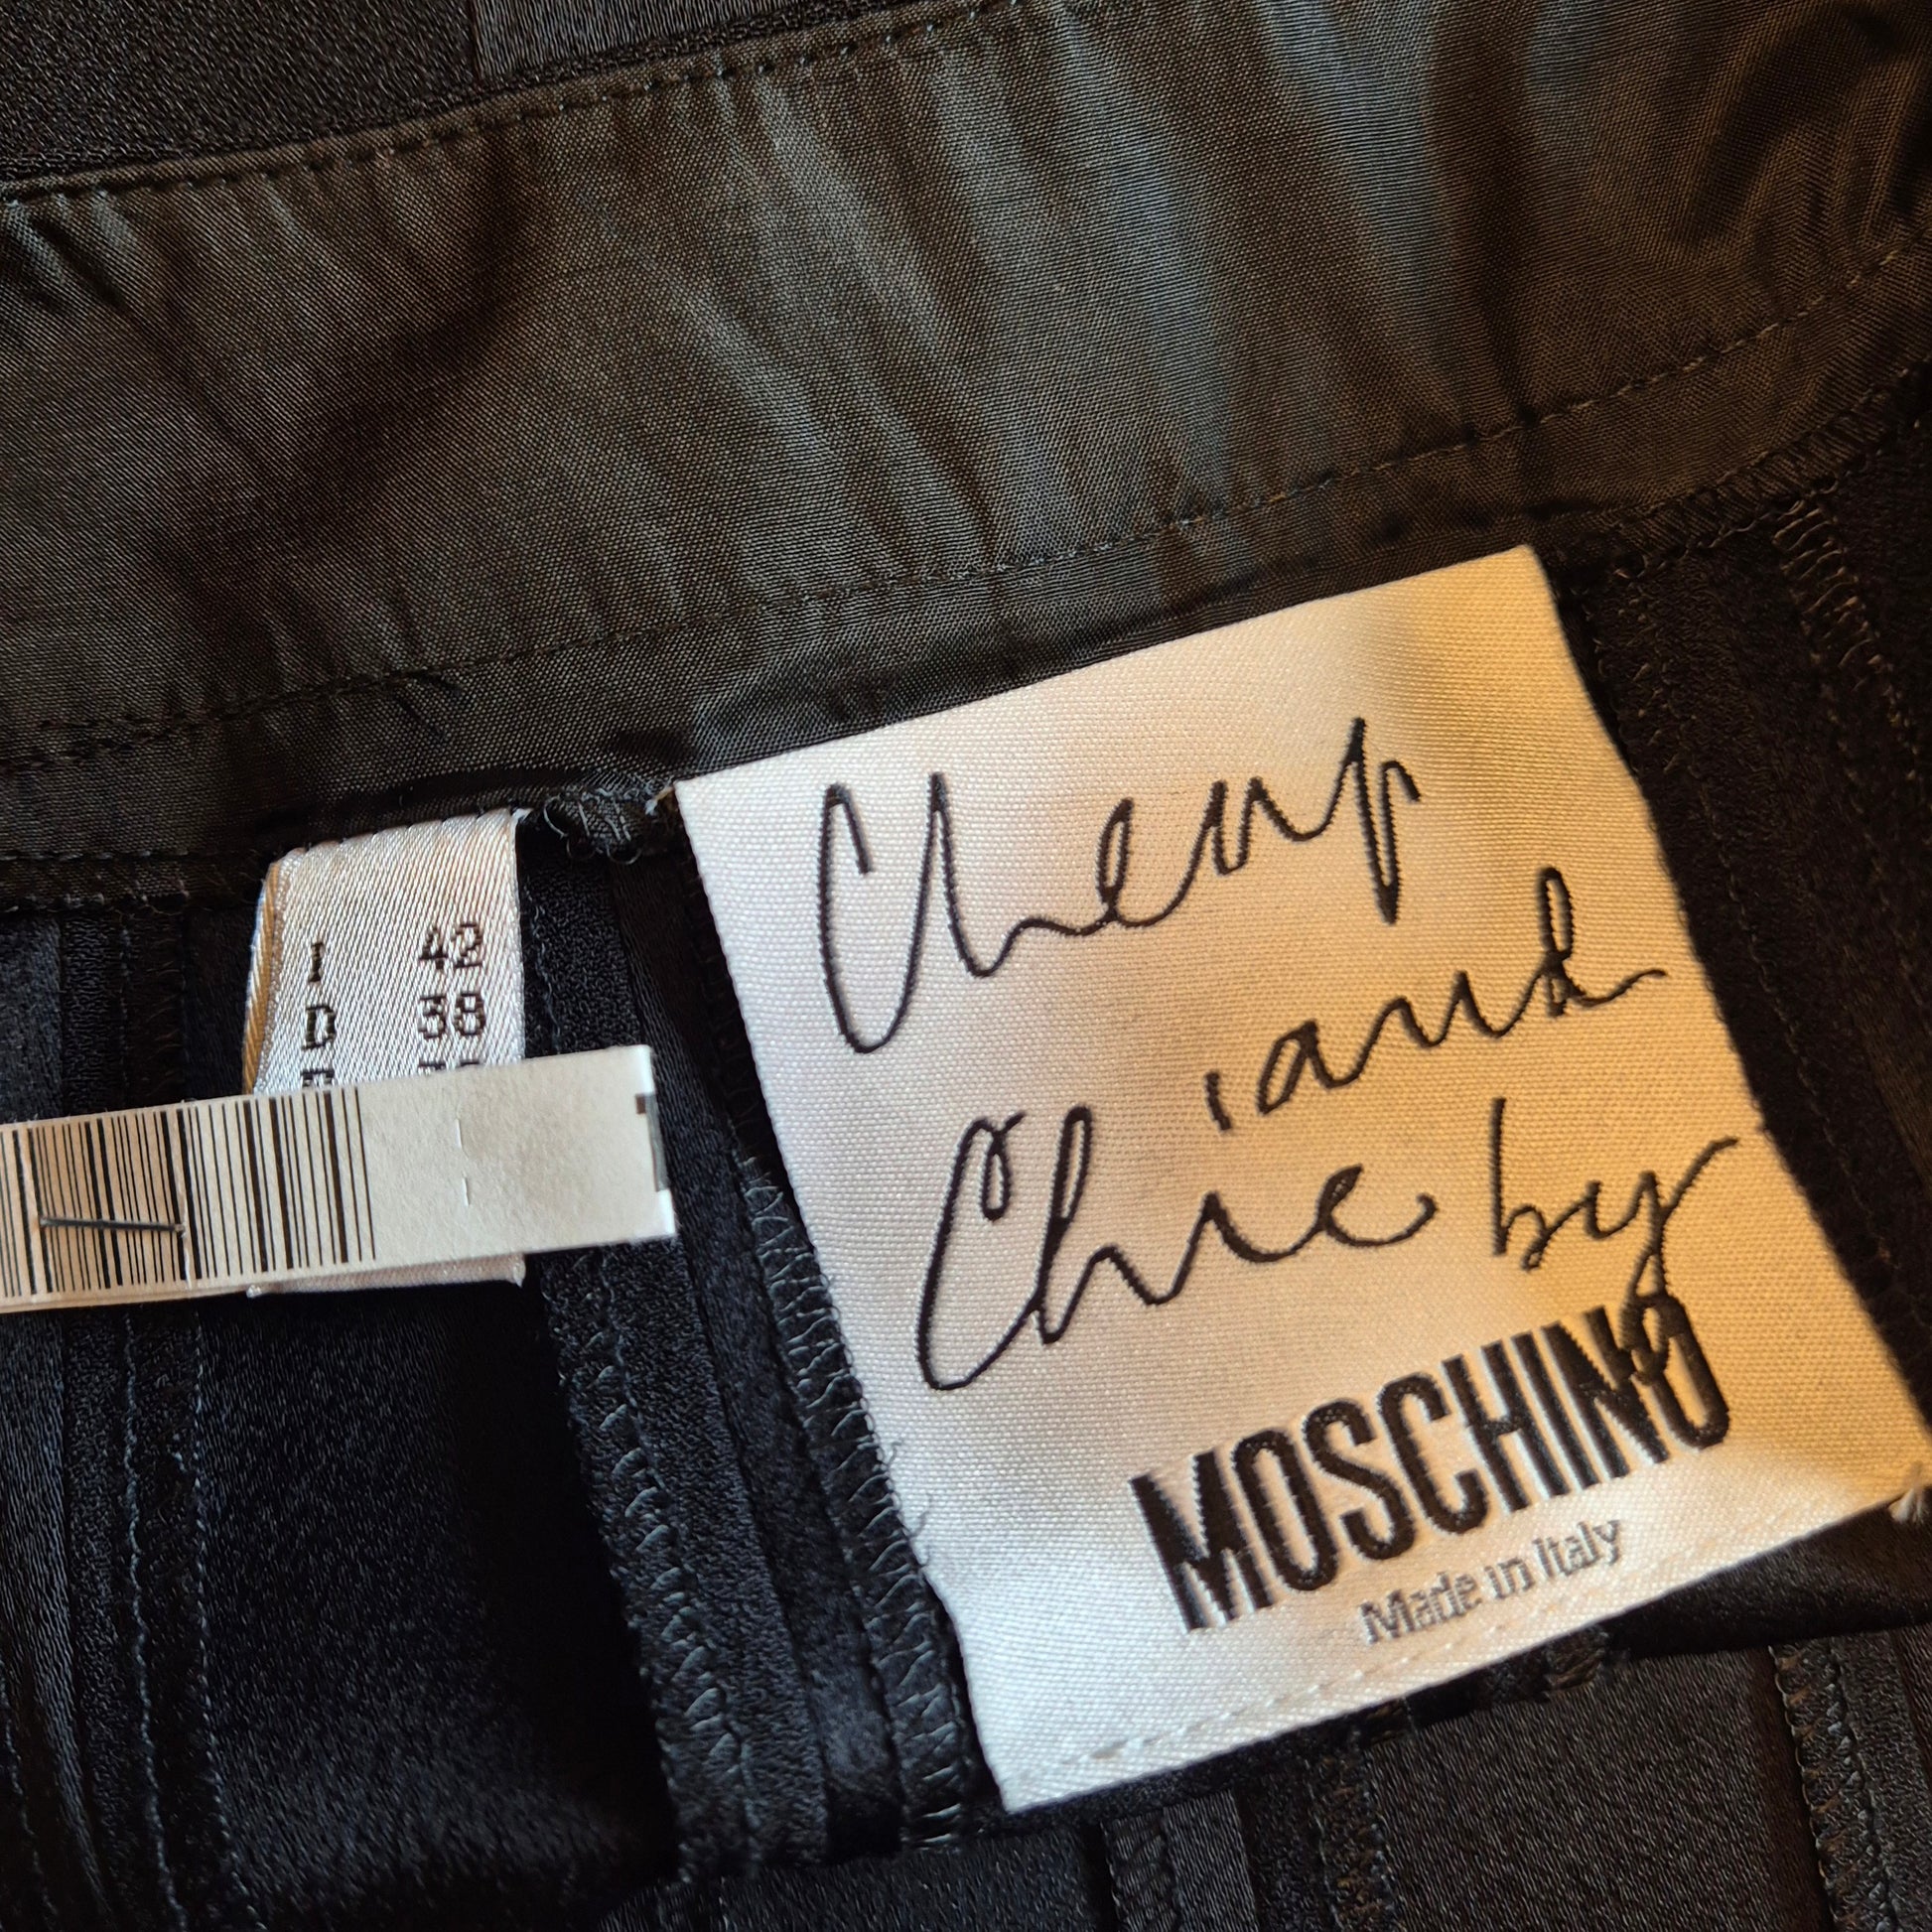 I 42
D 38
Cheap
and
Chic by
MOSCHINO
Made in Italy